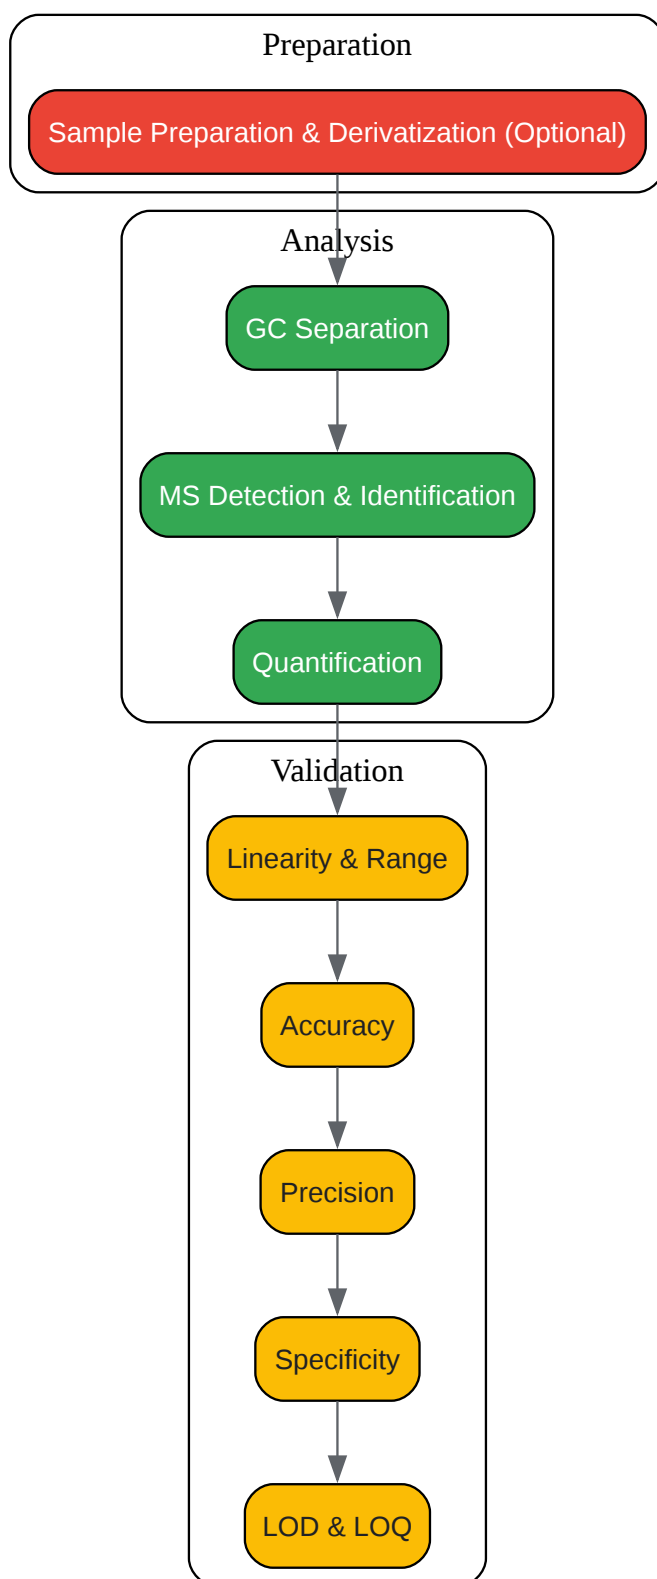 Preparation
Sample Preparation & Derivatization (Optional)
Analysis
GC Separation
MS Detection & Identification
Quantification
Validation
Linearity & Range
Accuracy
Precision
Specificity
LOD & LOQ